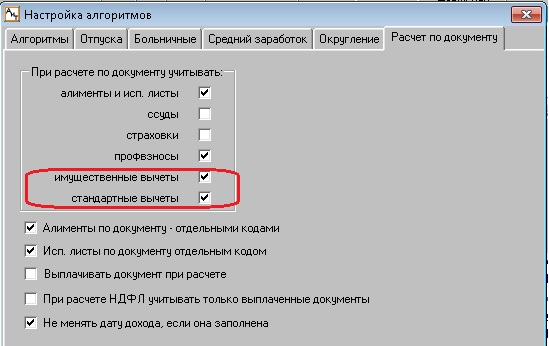 Настройка алгоритмов
Алгоритмы Отпуска Больничные Средний заработок Округление Расчет по документу
При расчете по документу учитывать:
алименты и исп. листы
ссуды
страховки
профвзносы
имущественные вычеты
стандартные вычеты
Алименты по документу - отдельными кодами
Исп. листы по документу отдельным кодом
Выплачивать документ при расчете
При расчете НДФЛ учитывать только выплаченные документы
Не менять дату дохода, если она заполнена